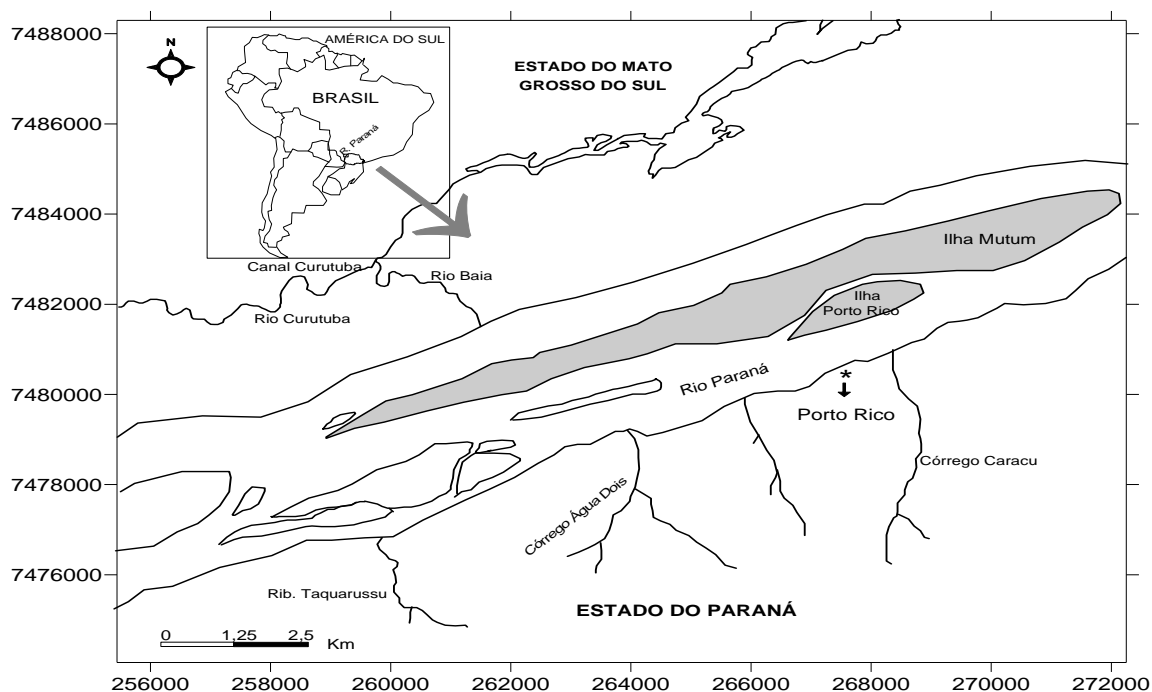 7488000
7486000
7484000
7482000
7480000
7478000
7476000
N
AMÉRICA DO SUL
BRASIL
R. Paraná
ESTADO DO MATO
GROSSO DO SUL
Canal Curutuba
Rio Baia
Rio Curutuba
Ilha Mutum
Ilha
Porto Rico
Rio Paraná
*
Porto Rico
Córrego Caracu
Córrego Água Dois
Rib. Taquarussu
ESTADO DO PARANÁ
0 1,25 2,5
Km
256000 258000 260000 262000 264000 266000 268000 270000 272000